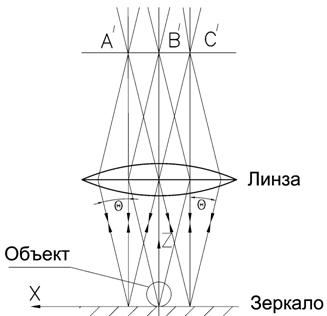 A' B' C'
Линза
Θ Θ
Z
Объект
X
Зеркало